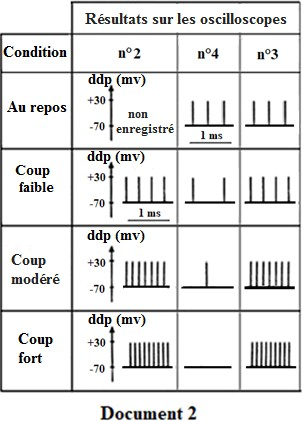 Résultats sur les oscilloscopes
Condition n°2 n°4 n°3
ddp (mv)
Au repos +30 non
-70 enregistré
1 ms
ddp (mv)
Coup +30
faible -70
1 ms
ddp (mv)
Coup +30
modéré -70
ddp (mv)
Coup +30
fort -70
Document 2